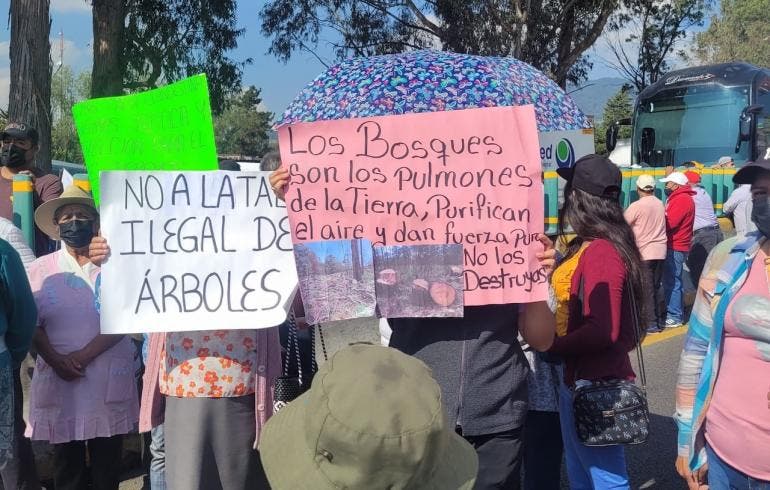 NO A LA TAL
ILEGAL DE
ÁRBOLES
Los Bosques
son los Pulmones
de la Tierra, Purifican
el aire y dan fuerza Pura
No los
Destruyas